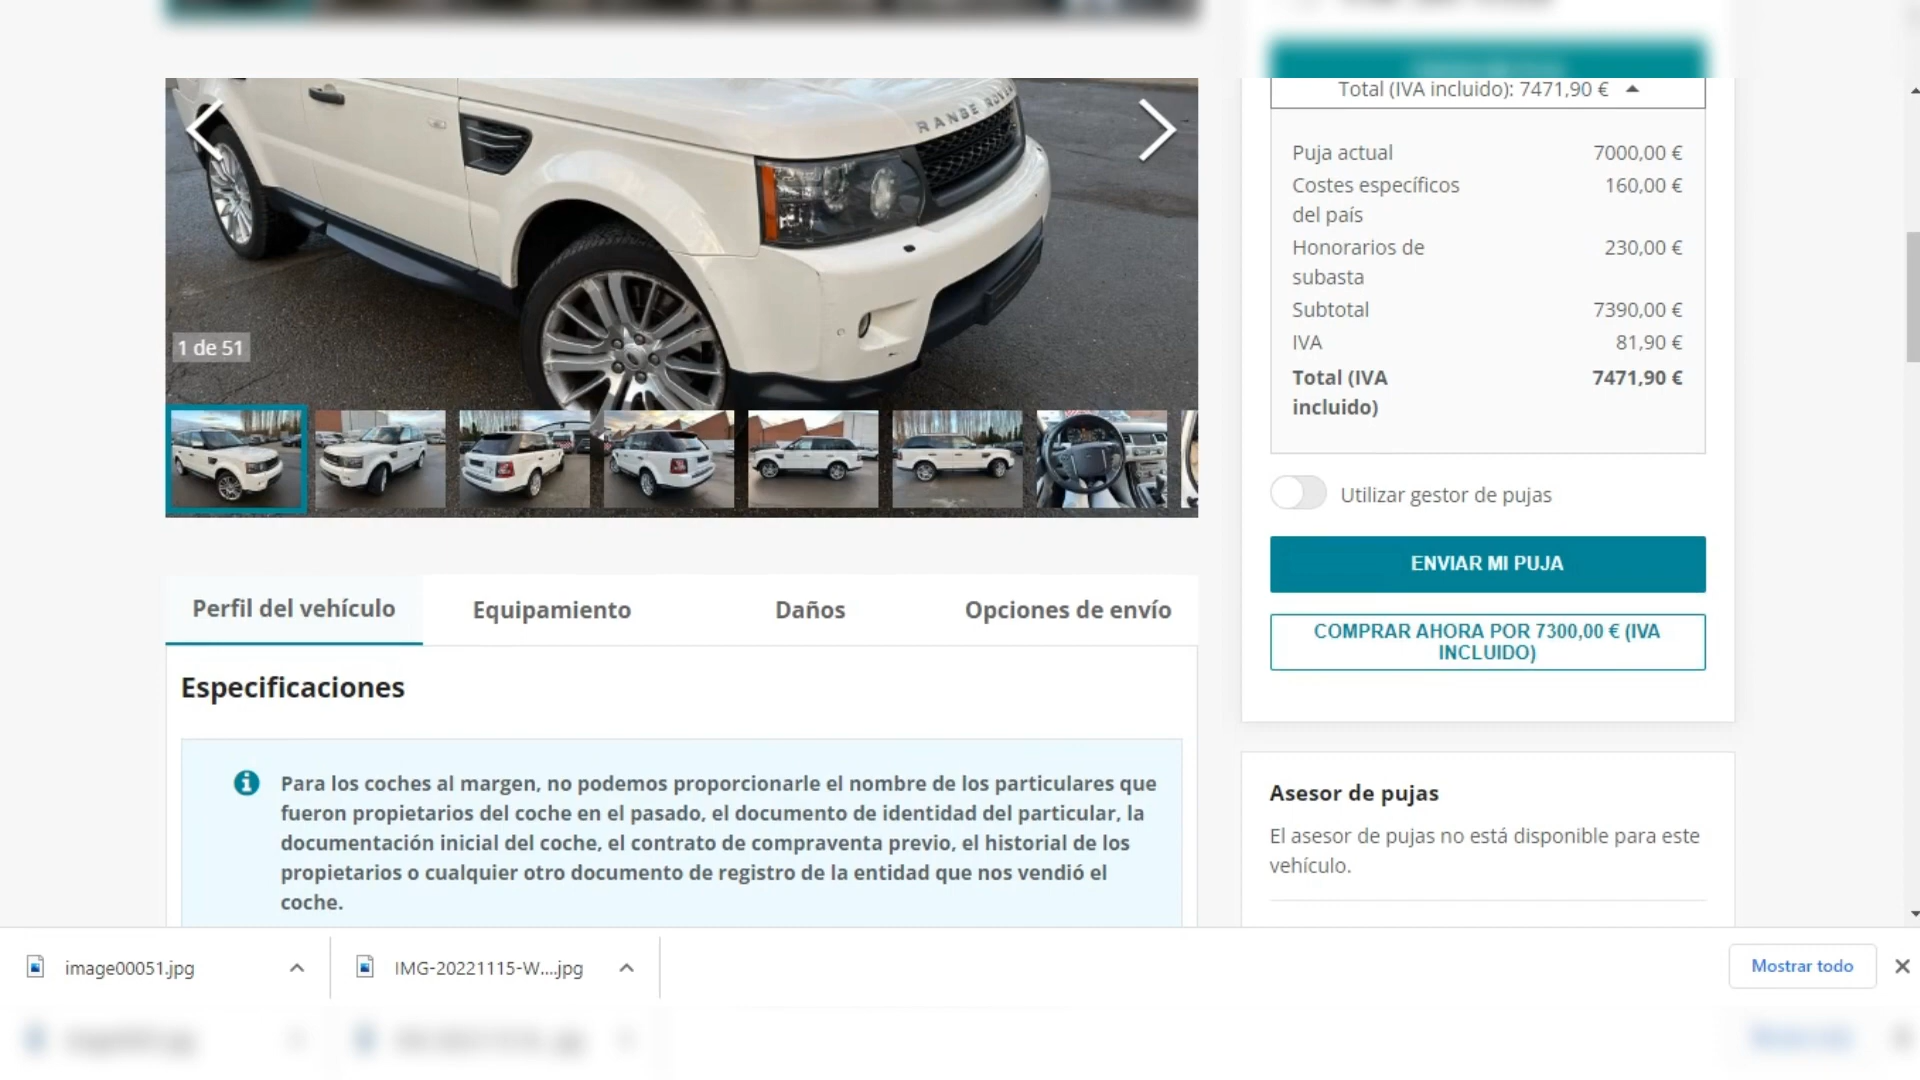 RANGE ROVER
1 de 51
Total (IVA incluido): 7471,90 €
Puja actual 7000,00 €
Costes específicos 160,00 €
del país
Honorarios de 230,00 €
subasta
Subtotal 7390,00 €
IVA 81,90 €
Total (IVA 7471,90 €
incluido)
Utilizar gestor de pujas
ENVIAR MI PUJA
COMPRAR AHORA POR 7300,00 € (IVA
INCLUIDO)
Perfil del vehículo Equipamiento Daños Opciones de envío
Especificaciones
Para los coches al margen, no podemos proporcionarle el nombre de los particulares que
fueron propietarios del coche en el pasado, el documento de identidad del particular, la
documentación inicial del coche, el contrato de compraventa previo, el historial de los
propietarios o cualquier otro documento de registro de la entidad que nos vendió el
coche.
Asesor de pujas
El asesor de pujas no está disponible para este
vehículo.
image00051.jpg IMG-20221115-W....jpg Mostrar todo